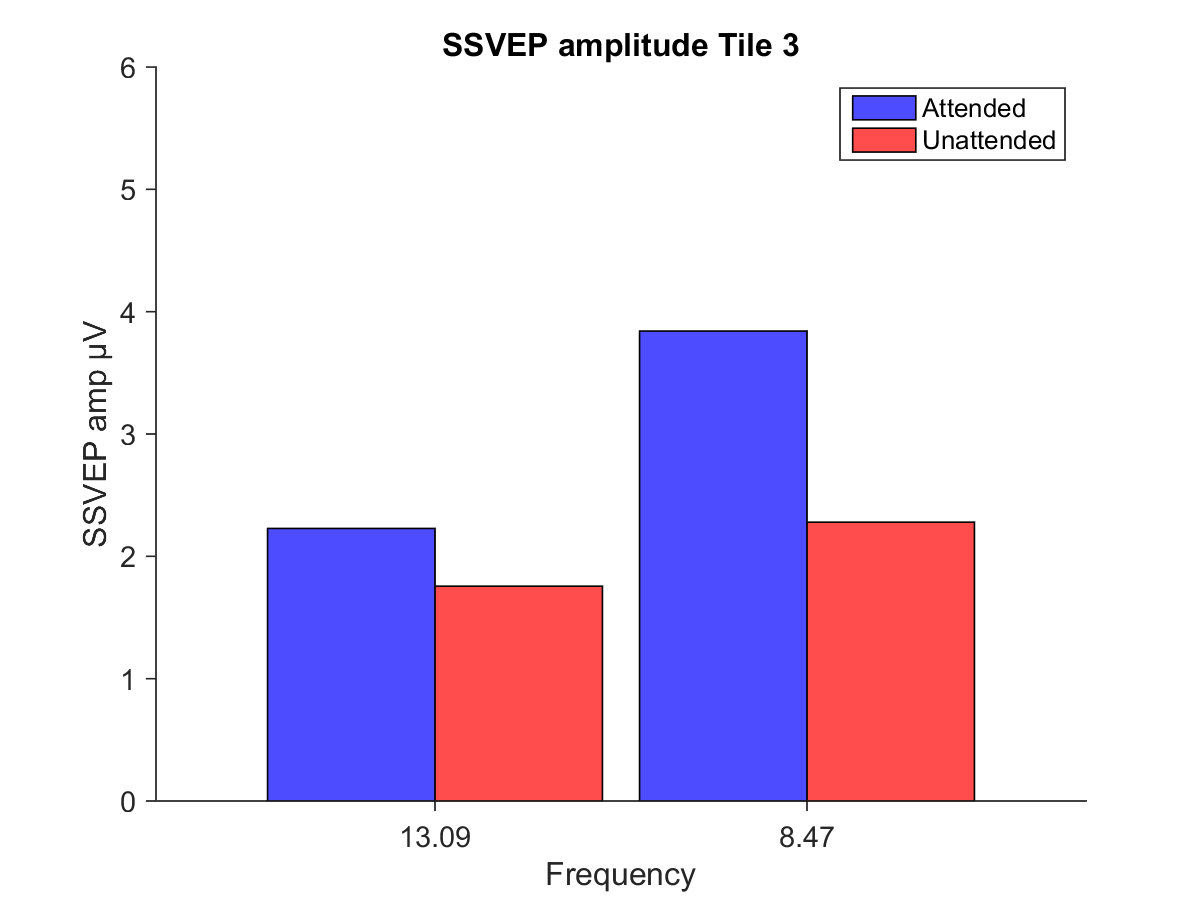 SSVEP amplitude Tile 3
Attended
Unattended
SSVEP amp µV
6
5
4
3
2
1
0
13.09 8.47
Frequency